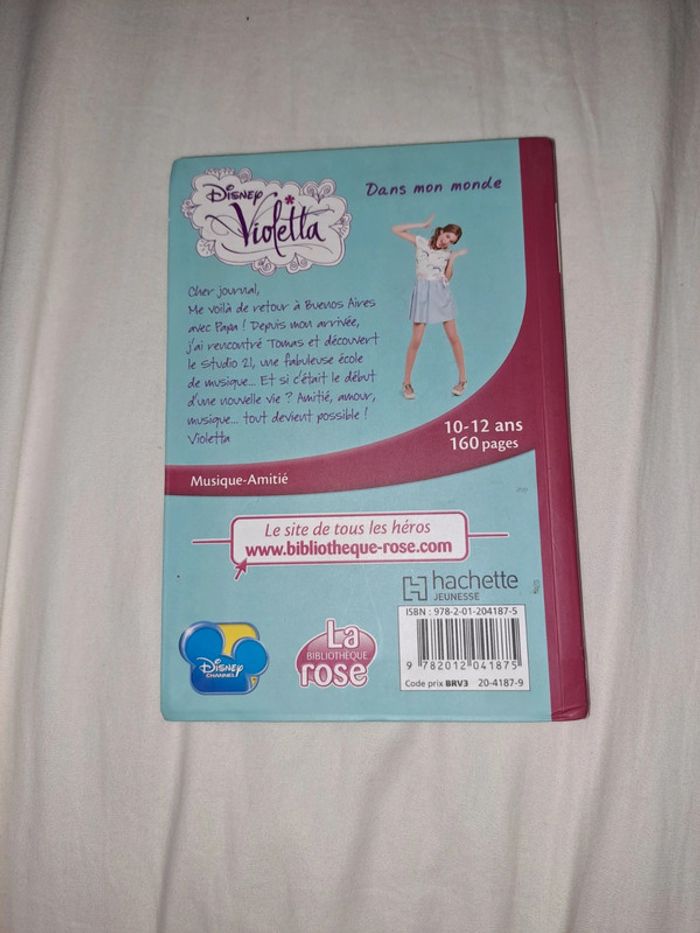 Disney
Violetta
Dans mon monde
Cher journal,
Me voilà de retour à Buenos Aires
avec Papa ! Depuis mon arrivée,
j'ai rencontré Tomas et découvert
le Studio 21, une fabuleuse école
de musique... Et si c'était le début
d'une nouvelle vie ? Amitié, amour,
musique... tout devient possible !
Violetta
10-12 ans
160 pages
Musique-Amitié
Le site de tous les héros
www.bibliotheque-rose.com
hachette
JEUNESSE
ISBN : 978-2-01-204187-5
9 782012 041875
Code prix BRV3 20-4187-9
Disney
CHANNEL
La
BIBLIOTHÈQUE
rose